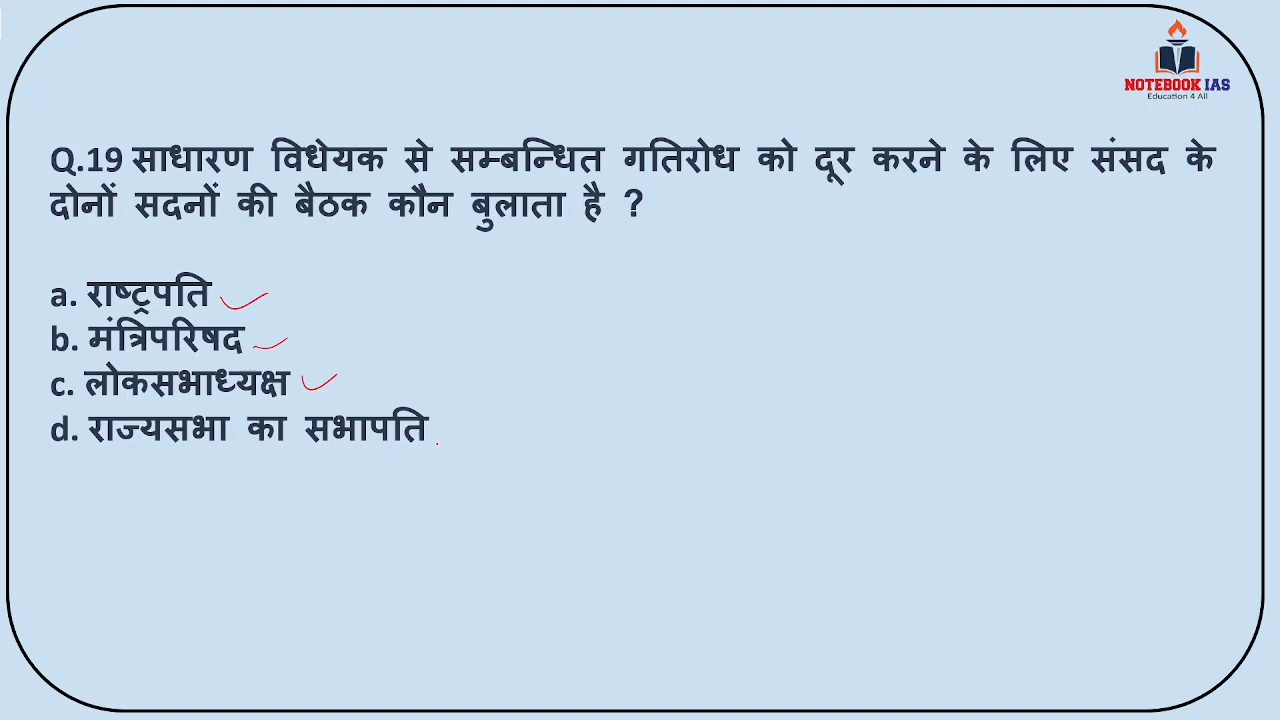 NOTEBOOK IAS
Education 4 All
Q.19 साधारण विधेयक से सम्बन्धित गतिरोध को दूर करने के लिए संसद के
दोनों सदनों की बैठक कौन बुलाता है ?
a. राष्ट्रपति
b. मंत्रिपरिषद
c. लोकसभाध्यक्ष
d. राज्यसभा का सभापति